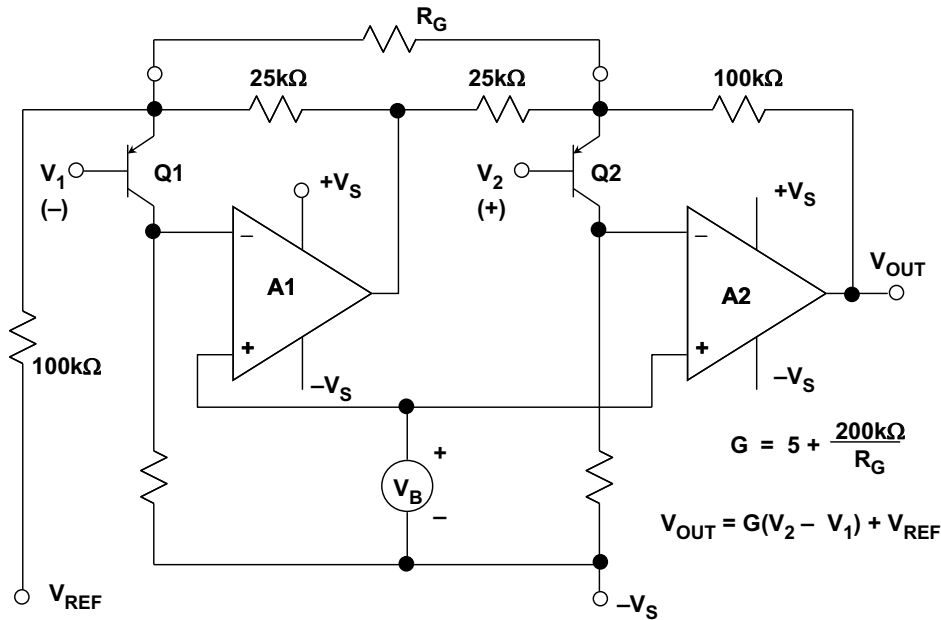 R_G
25kΩ
25kΩ
100kΩ
V_1
(–)
Q1
+V_S
V_2
(+)
Q2
+V_S
–
A1
+
–
A2
+
V_OUT
100kΩ
–V_S
–V_S
+
V_B
–
G = 5 + 200kΩ / R_G
V_OUT = G(V_2 – V_1) + V_REF
V_REF
–V_S